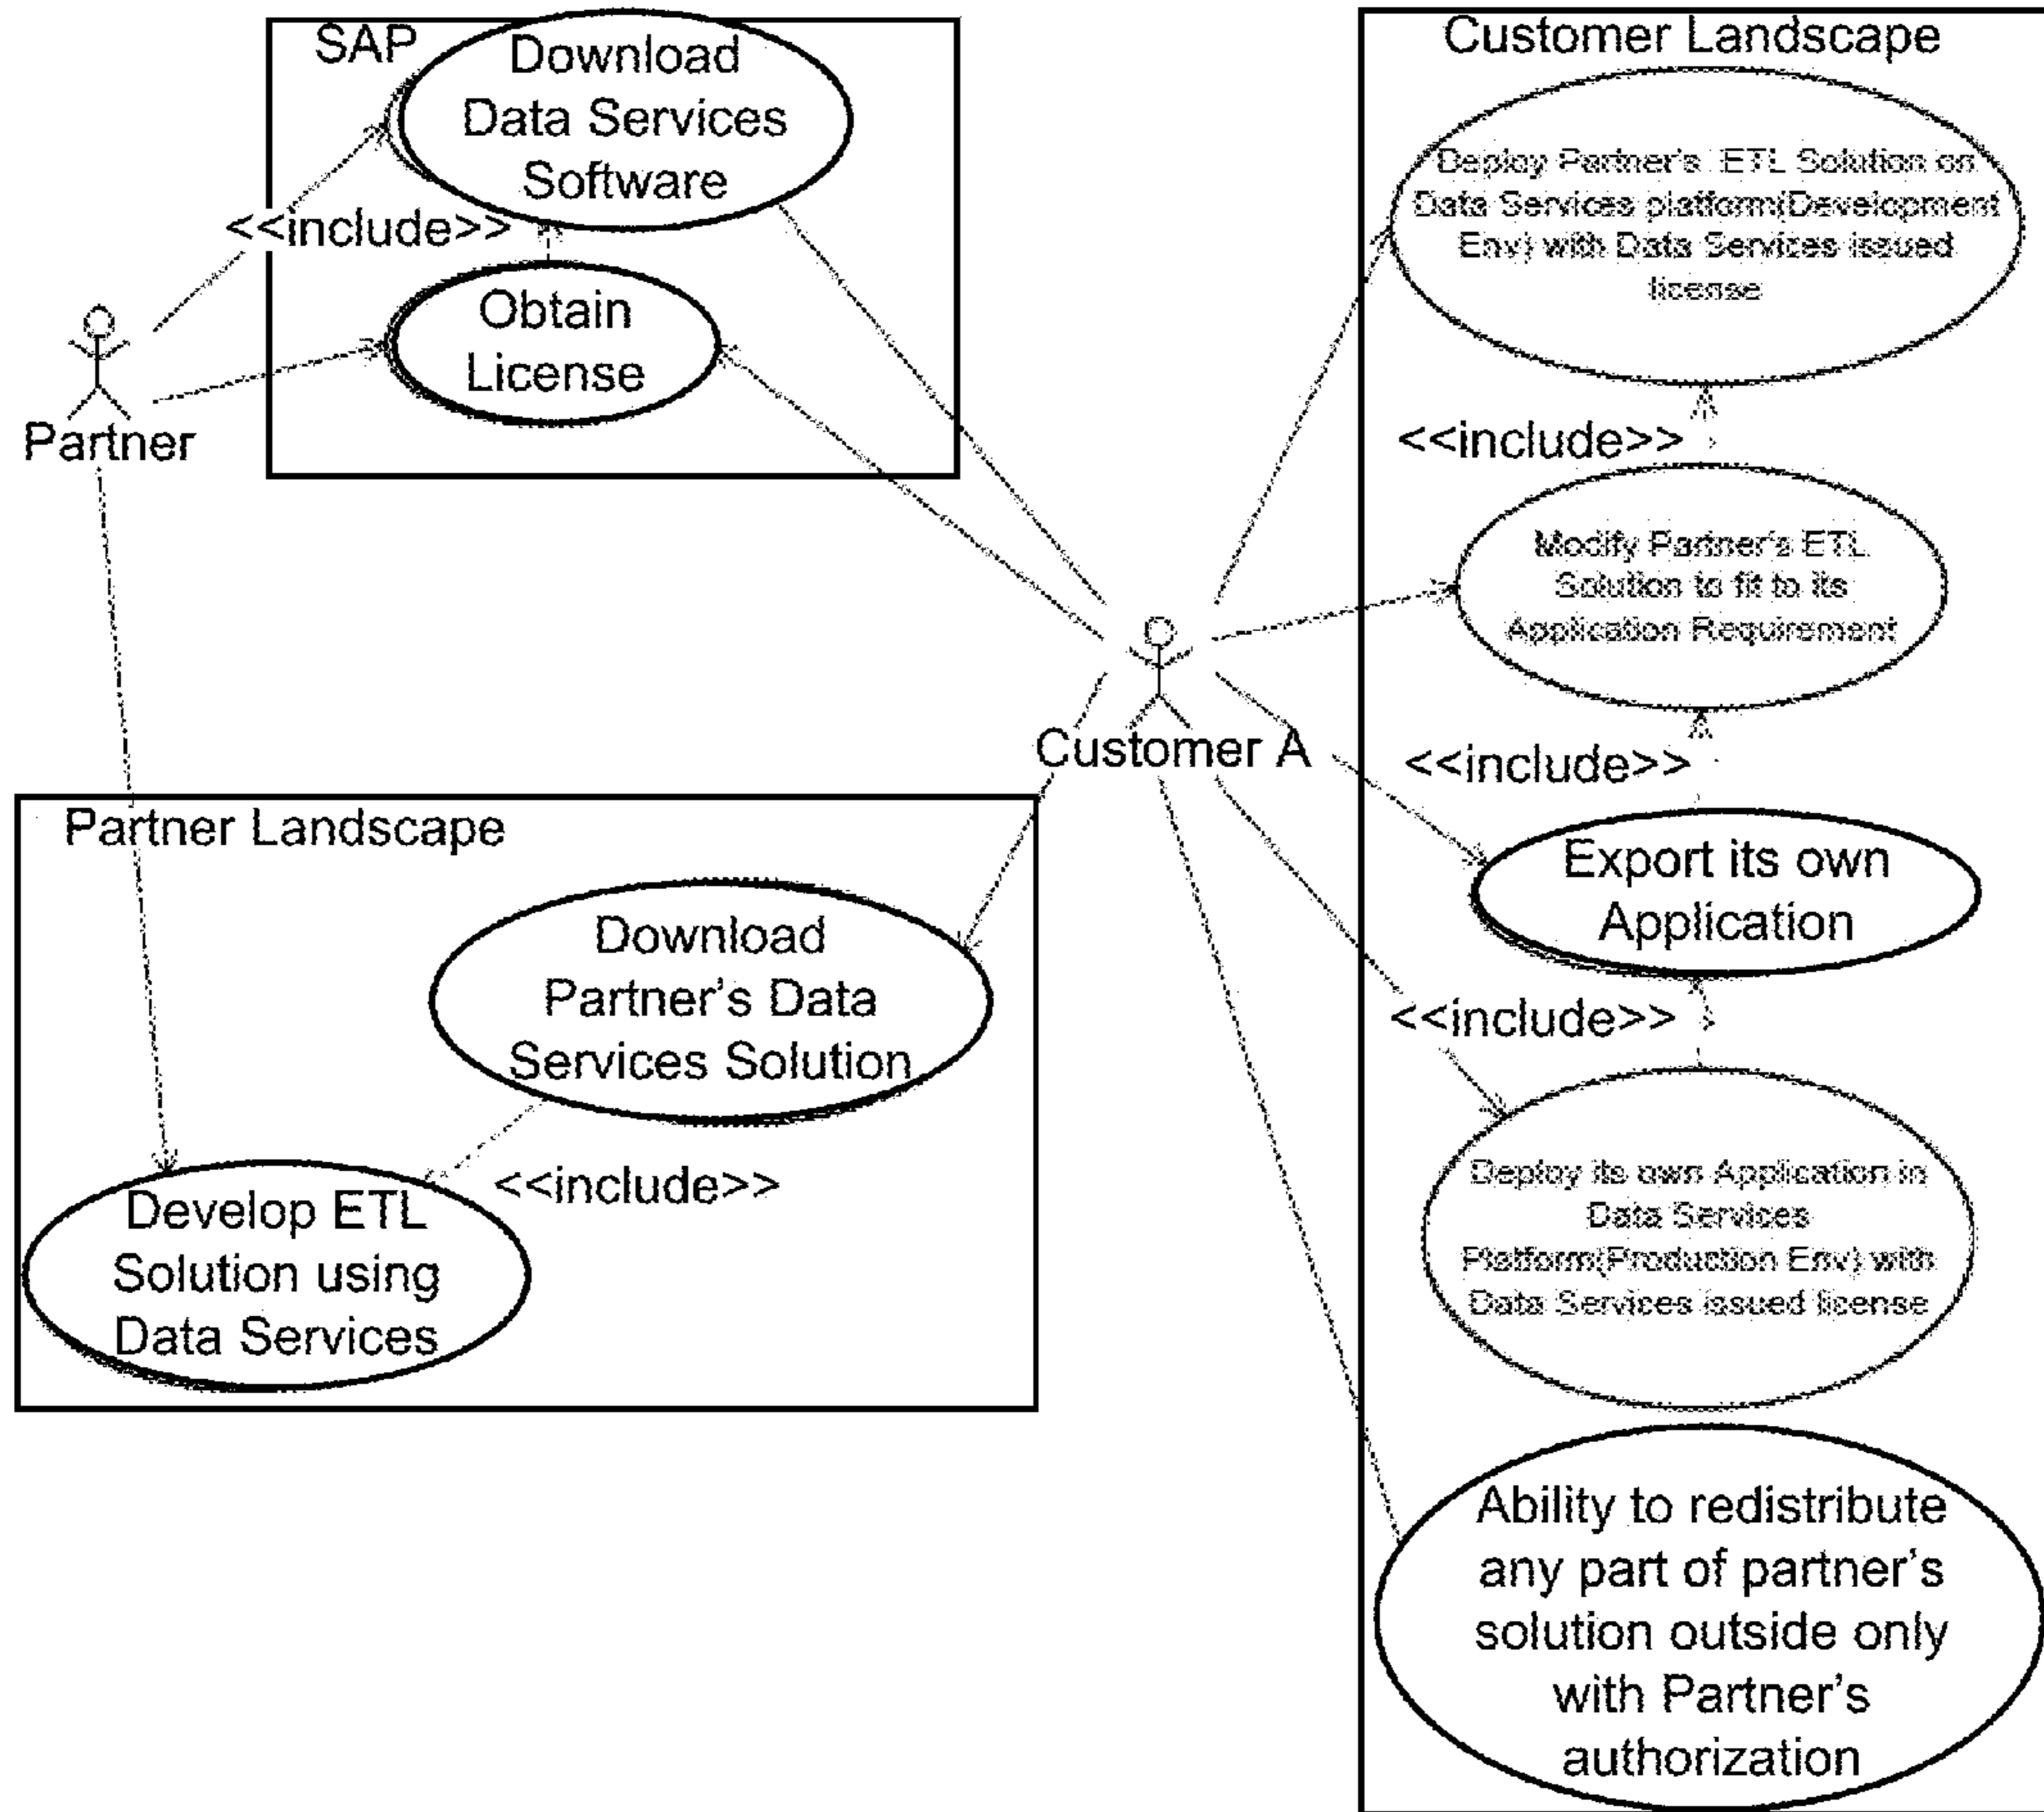 SAP
Download
Data Services
Software
<<include>>
Obtain
License
Partner
Partner Landscape
Download
Partner's Data
Services Solution
<<include>>
Develop ETL
Solution using
Data Services
Customer A
Customer Landscape
Deploy Partner's ETL Solution on
Data Services platform(Development
Env) with Data Services issued
license
<<include>>
Modify Partner's ETL
Solution to fit to its
Application Requirement
<<include>>
Export its own
Application
<<include>>
Deploy its own Application in
Data Services
Platform(Production Env) with
Data Services issued license
Ability to redistribute
any part of partner's
solution outside only
with Partner's
authorization